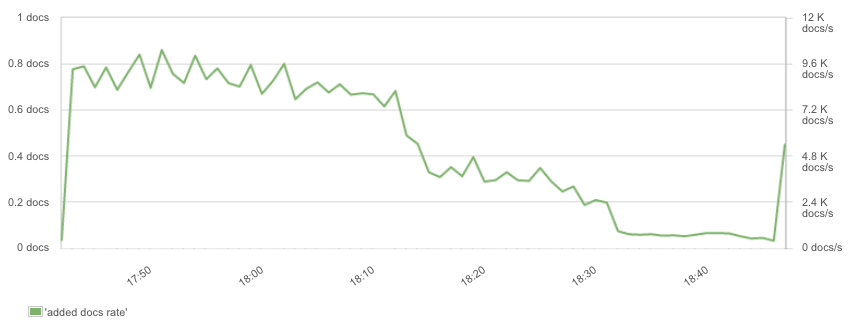 1 docs
12 K
docs/s
0.8 docs
9.6 K
docs/s
0.6 docs
7.2 K
docs/s
0.4 docs
4.8 K
docs/s
0.2 docs
2.4 K
docs/s
0 docs
0 docs/s
17:50
18:00
18:10
18:20
18:30
18:40
'added docs rate'